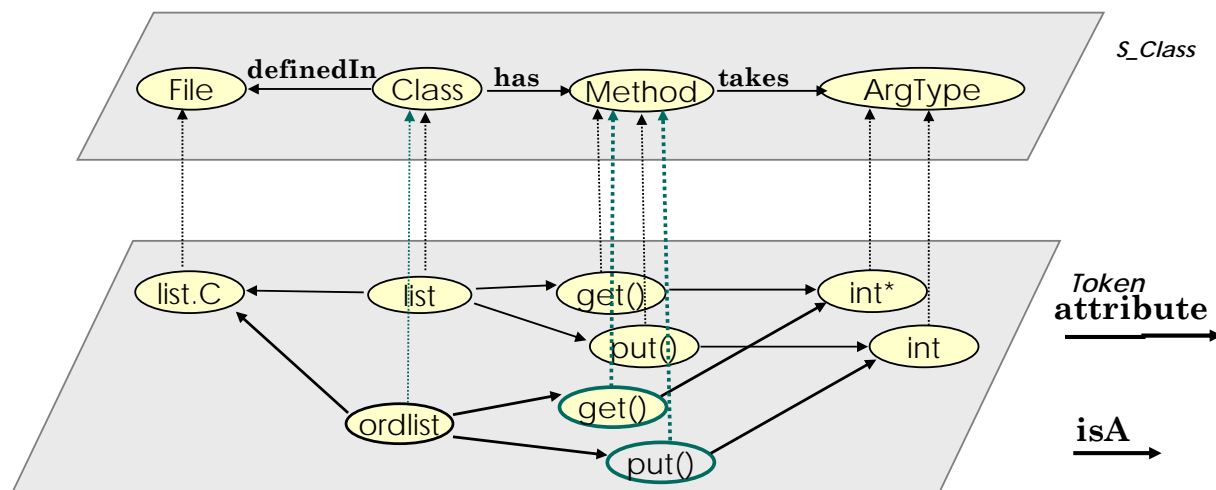 S_Class
definedIn has takes
File Class Method ArgType
list.C list get() int*
Token
attribute
put() int
get()
ordlist
isA
put()